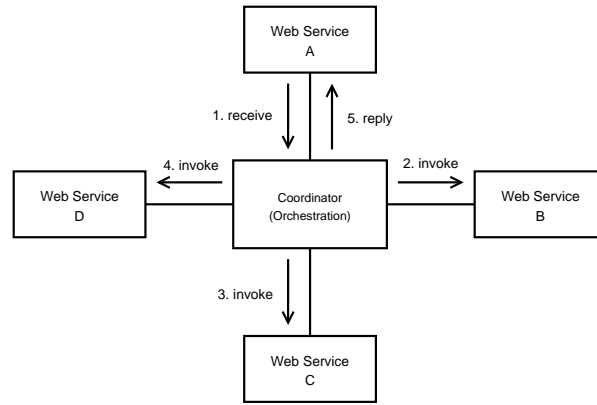 Web Service
A
1. receive
5. reply
4. invoke
2. invoke
Web Service
D
Coordinator
(Orchestration)
Web Service
B
3. invoke
Web Service
C